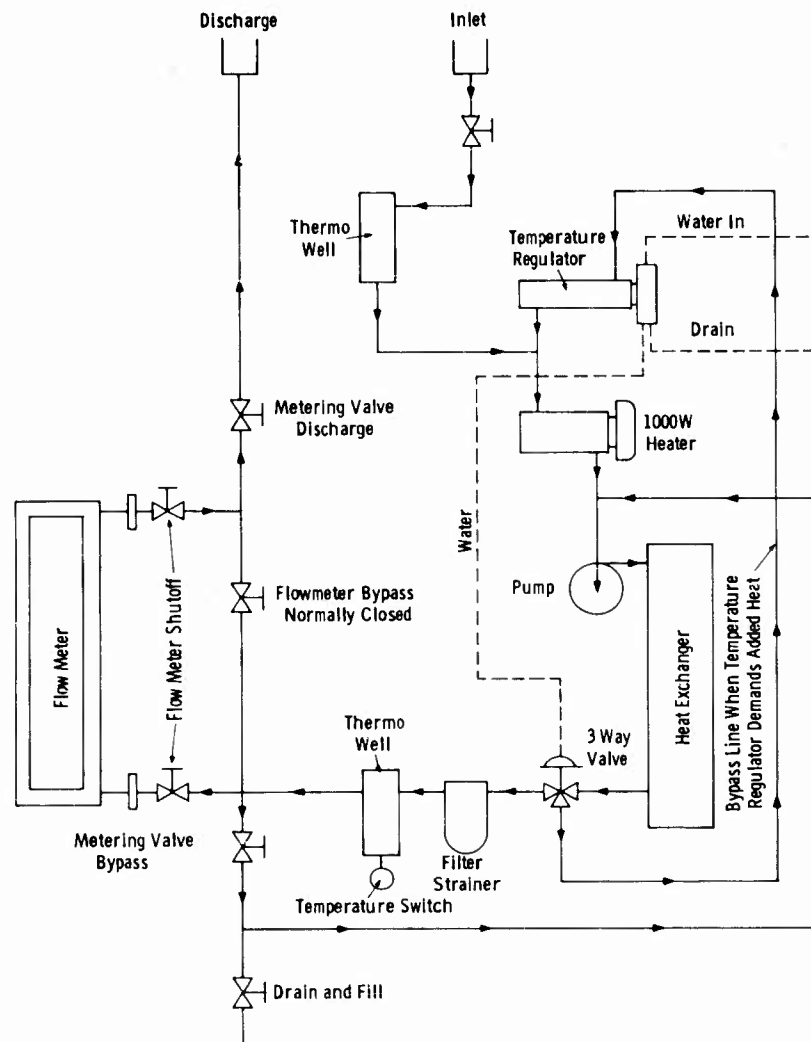 Discharge
Inlet
Thermo
Well
Temperature
Regulator
Water In
Drain
Metering Valve
Discharge
1000W
Heater
Flow Meter
Flow Meter Shutoff
Flowmeter Bypass
Normally Closed
Water
Pump
Heat Exchanger
Bypass Line When Temperature
Regulator Demands Added Heat
Thermo
Well
3 Way
Valve
Metering Valve
Bypass
Filter
Strainer
Temperature Switch
Drain and Fill